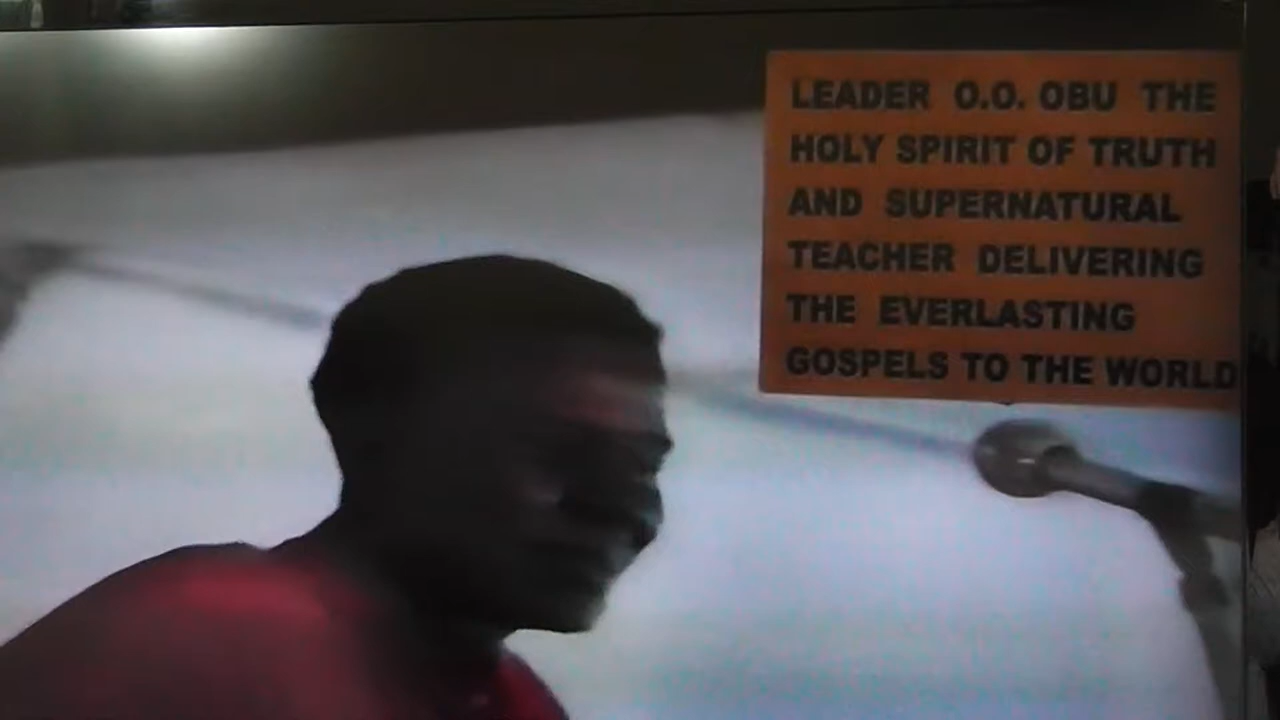 LEADER O.O. OBU THE
HOLY SPIRIT OF TRUTH
AND SUPERNATURAL
TEACHER DELIVERING
THE EVERLASTING
GOSPELS TO THE WORLD